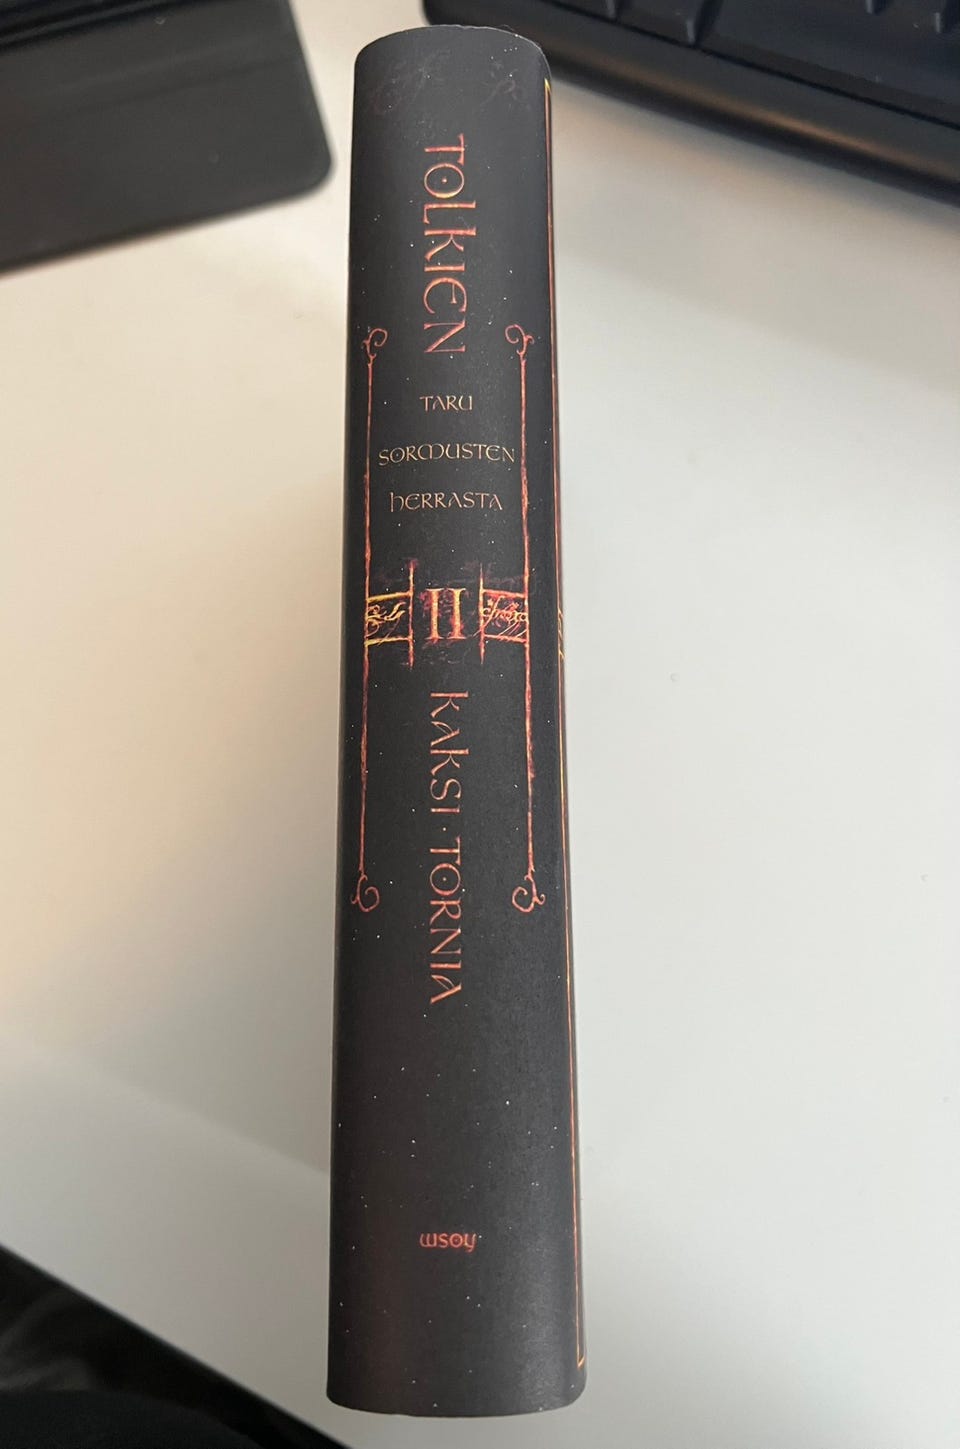 TOLKIEN
TARU
SORMUSTEN
HERRASTA
II
KAKSI · TORNIA
WSOY